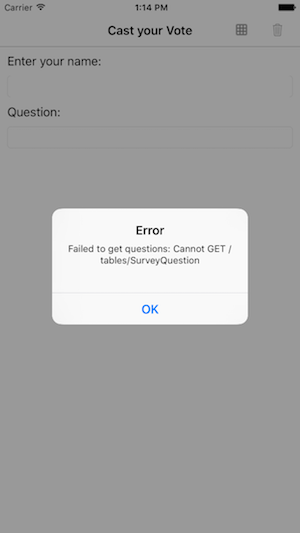 Carrier 1:14 PM
Cast your Vote
Enter your name:
Question:
Error
Failed to get questions: Cannot GET /
tables/SurveyQuestion
OK